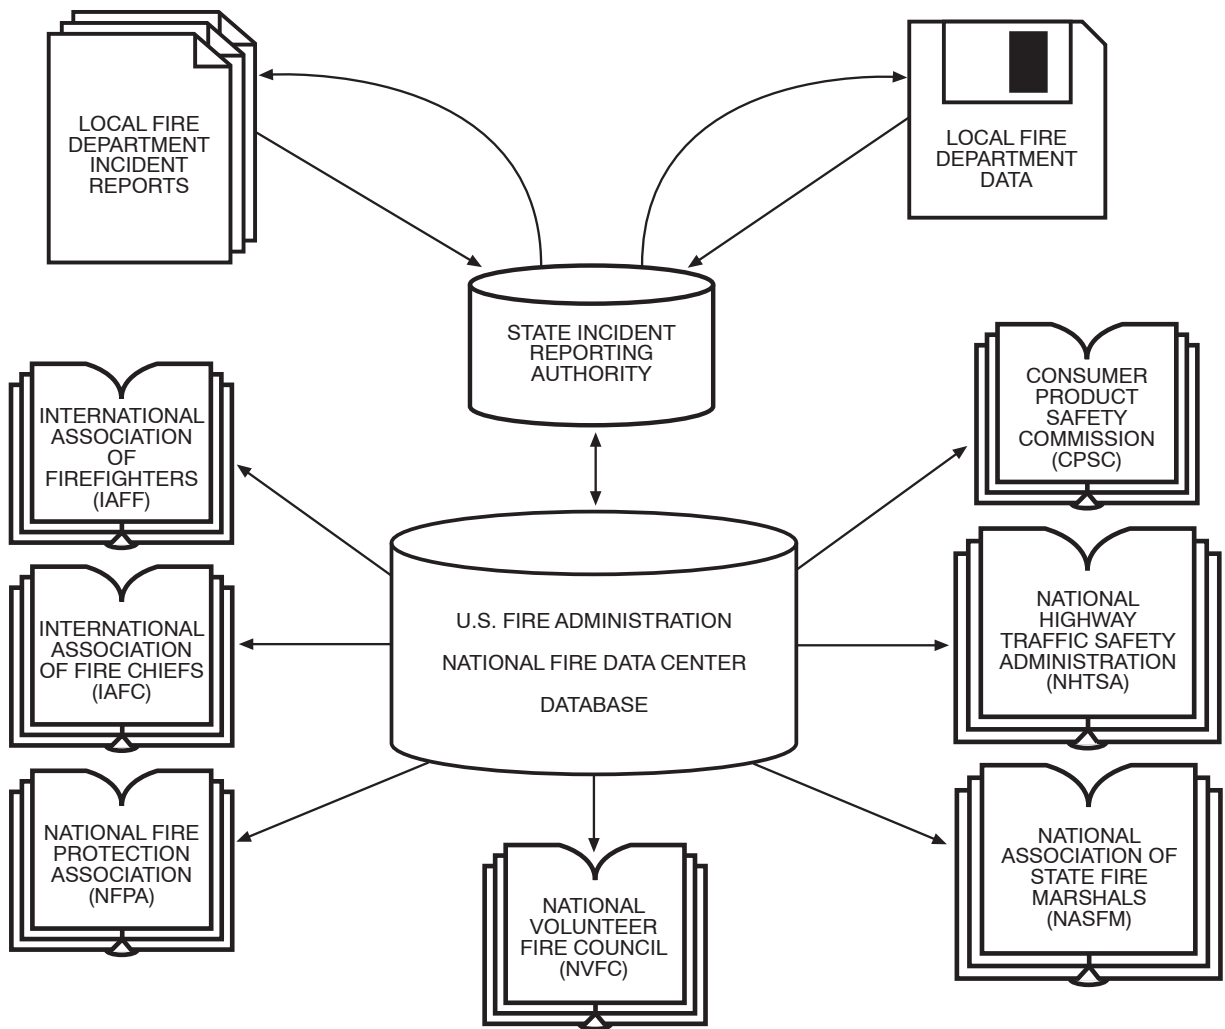 LOCAL FIRE
DEPARTMENT
INCIDENT
REPORTS
LOCAL FIRE
DEPARTMENT
DATA
STATE INCIDENT
REPORTING
AUTHORITY
INTERNATIONAL
ASSOCIATION
OF
FIREFIGHTERS
(IAFF)
CONSUMER
PRODUCT
SAFETY
COMMISSION
(CPSC)
INTERNATIONAL
ASSOCIATION
OF FIRE CHIEFS
(IAFC)
U.S. FIRE ADMINISTRATION
NATIONAL FIRE DATA CENTER
DATABASE
NATIONAL
HIGHWAY
TRAFFIC SAFETY
ADMINISTRATION
(NHTSA)
NATIONAL FIRE
PROTECTION
ASSOCIATION
(NFPA)
NATIONAL
VOLUNTEER
FIRE COUNCIL
(NVFC)
NATIONAL
ASSOCIATION OF
STATE FIRE
MARSHALS
(NASFM)